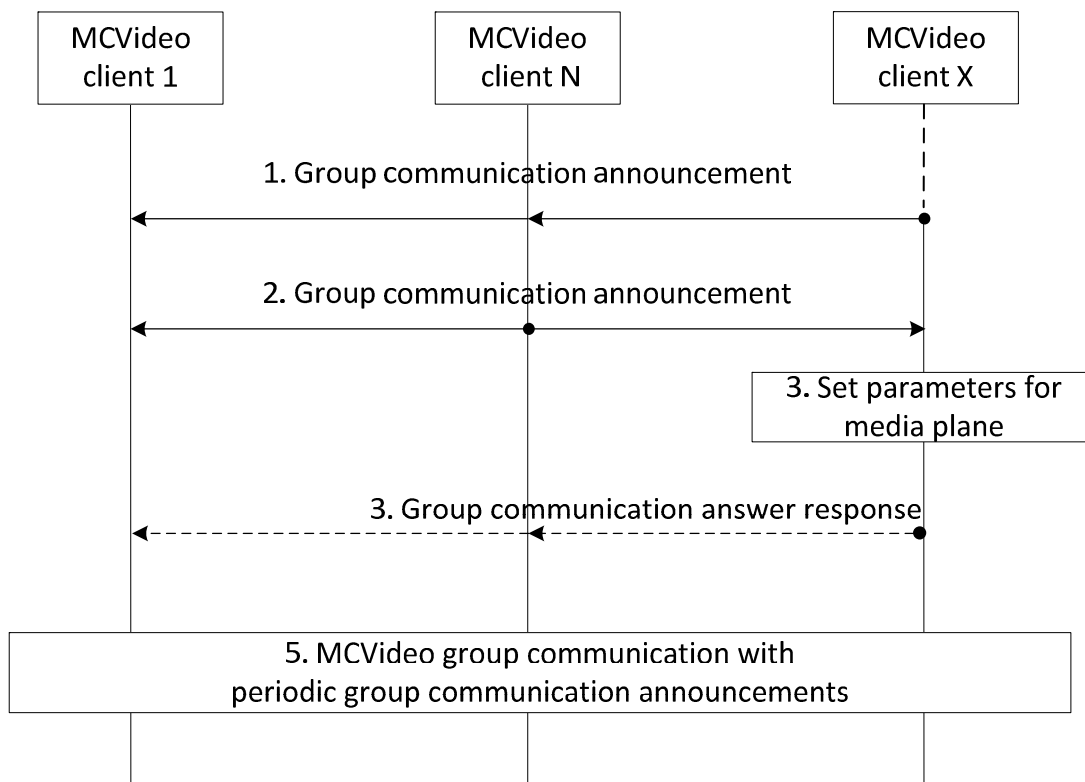 MCVideo
client 1
MCVideo
client N
MCVideo
client X
1. Group communication announcement
2. Group communication announcement
3. Set parameters for
media plane
3. Group communication answer response
5. MCVideo group communication with
periodic group communication announcements